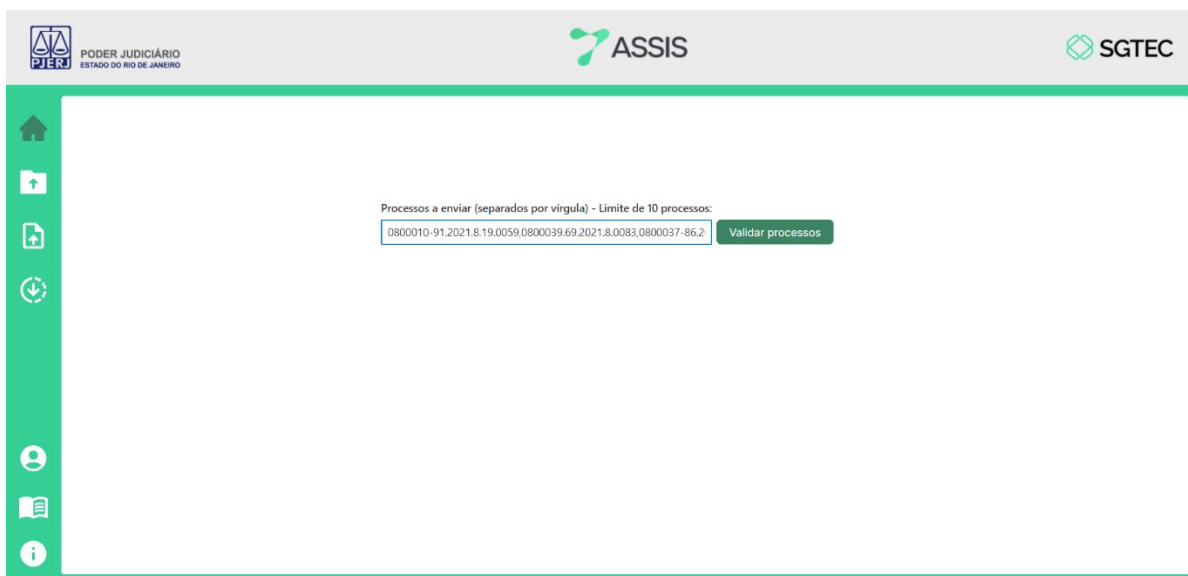 PJERJ
PODER JUDICIÁRIO
ESTADO DO RIO DE JANEIRO
ASSIS
SGTEC
Processos a enviar (separados por vírgula) - Limite de 10 processos:
0800010-91.2021.8.19.0059,0800039.69.2021.8.0083,0800037-86.2
Validar processos